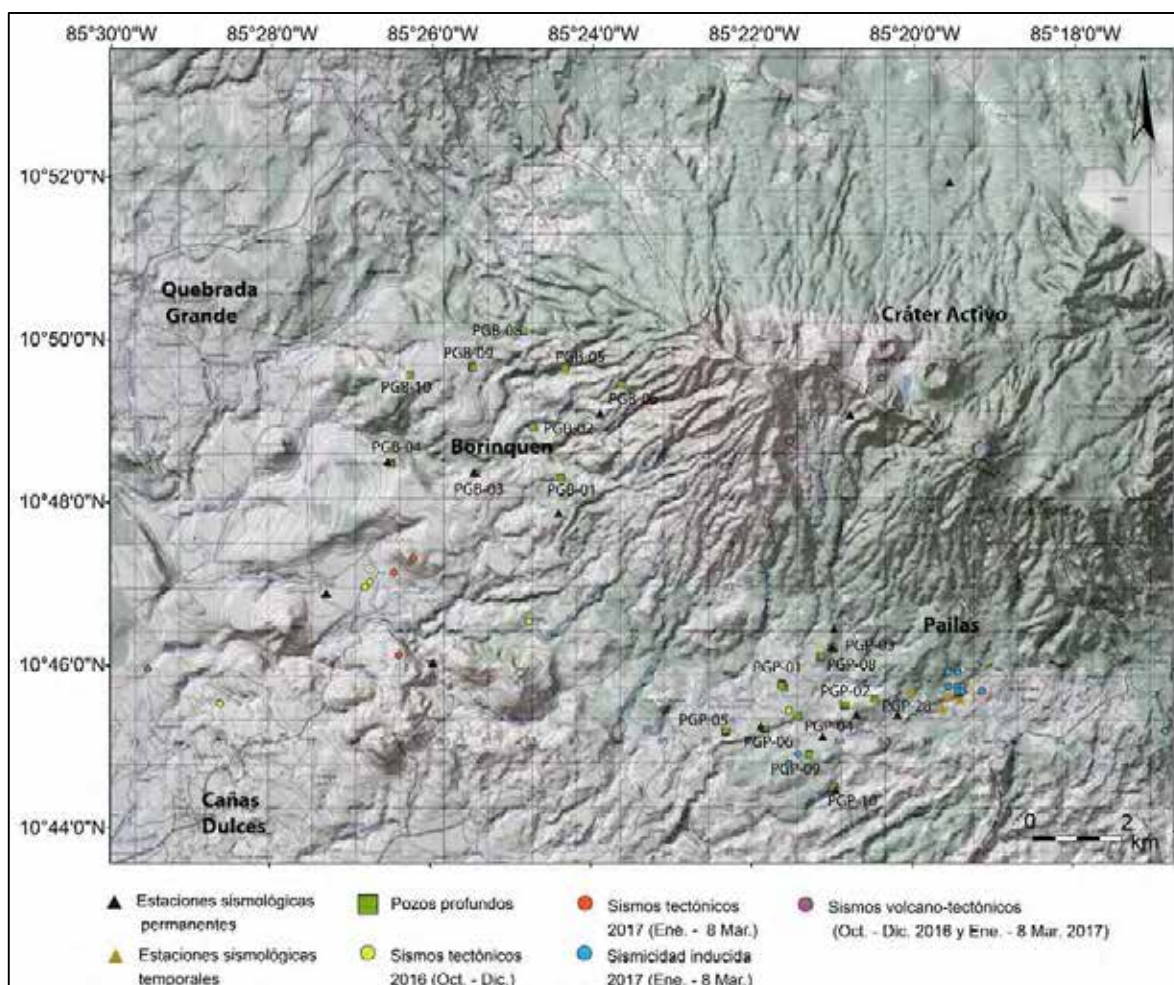 85°30'0"W 85°28'0"W 85°26'0"W 85°24'0"W 85°22'0"W 85°20'0"W 85°18'0"W
10°52'0"N
Quebrada
Grande
Cráter Activo
10°50'0"N
PGB-08
PGB-09
PGB-05
PGB-10
PGB-02
PGB-04
Borinquen
10°48'0"N
PGB-03
PGB-01
Pailas
10°46'0"N
PGP-03
PGP-01
PGP-08
PGP-02
PGP-28
PGP-05
PGP-04
PGP-06
PGP-09
PGP-10
Cañas
Dulces
10°44'0"N
0 2
km
Estaciones sismológicas
permanentes
Pozos profundos
Sismos tectónicos
2017 (Ene. - 8 Mar.)
Sismos volcano-tectónicos
(Oct. - Dic. 2016 y Ene. - 8 Mar. 2017)
Estaciones sismológicas
temporales
Sismos tectónicos
2016 (Oct. - Dic.)
Sismicidad inducida
2017 (Ene. - 8 Mar.)